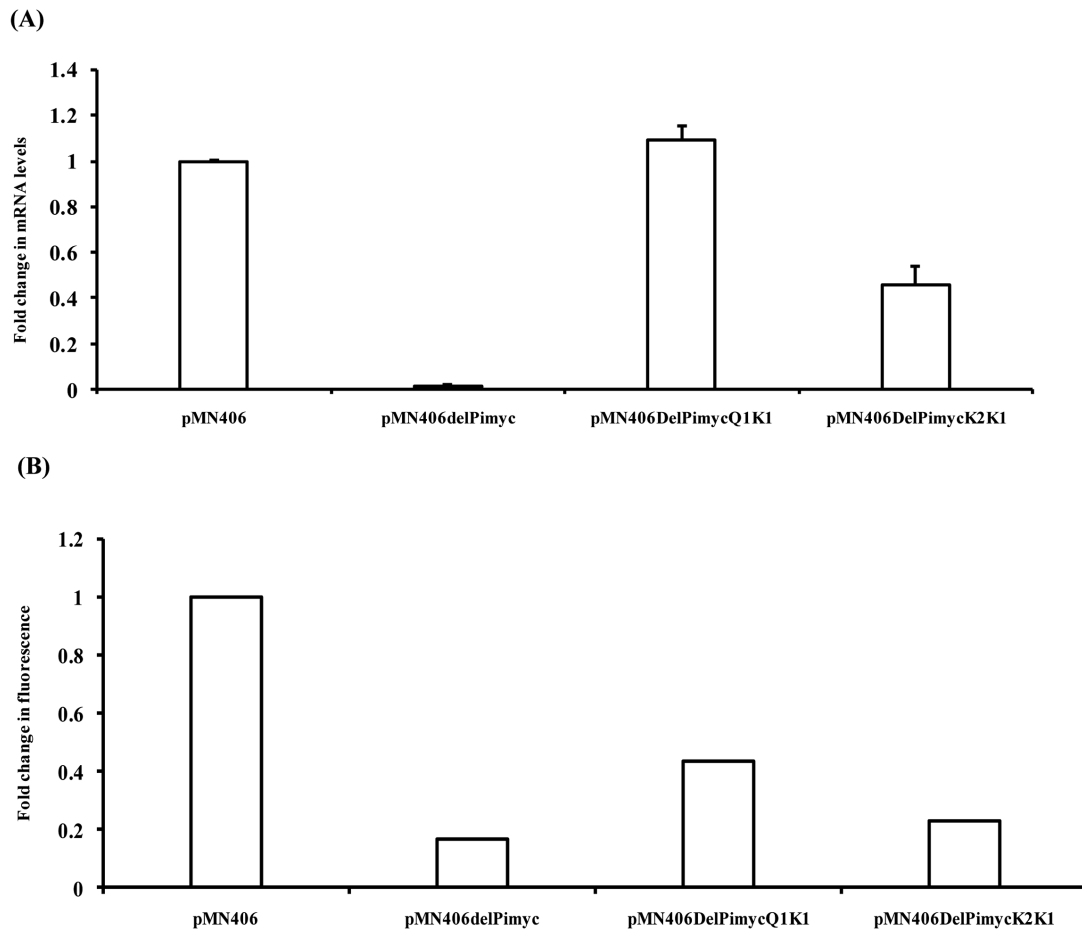 (A)
1.4
1.2
1
0.8
0.6
0.4
0.2
0
Fold change in mRNA levels
pMN406 pMN406delPimyc pMN406DelPimycQ1K1 pMN406DelPimycK2K1
(B)
1.2
1
0.8
0.6
0.4
0.2
0
Fold change in fluorescence
pMN406 pMN406delPimyc pMN406DelPimycQ1K1 pMN406DelPimycK2K1